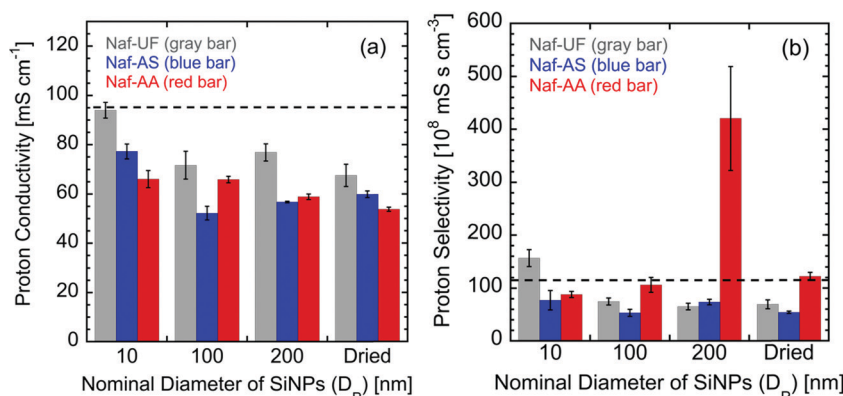 Proton Conductivity [mS cm⁻¹]
120
100
80
60
40
20
0
Naf-UF (gray bar)
Naf-AS (blue bar)
Naf-AA (red bar)
(a)
10 100 200 Dried
Nominal Diameter of SiNPs (Dₚ) [nm]
Proton Selectivity [10⁸ mS s cm⁻³]
600
500
400
300
200
100
0
Naf-UF (gray bar)
Naf-AS (blue bar)
Naf-AA (red bar)
(b)
10 100 200 Dried
Nominal Diameter of SiNPs (Dₚ) [nm]